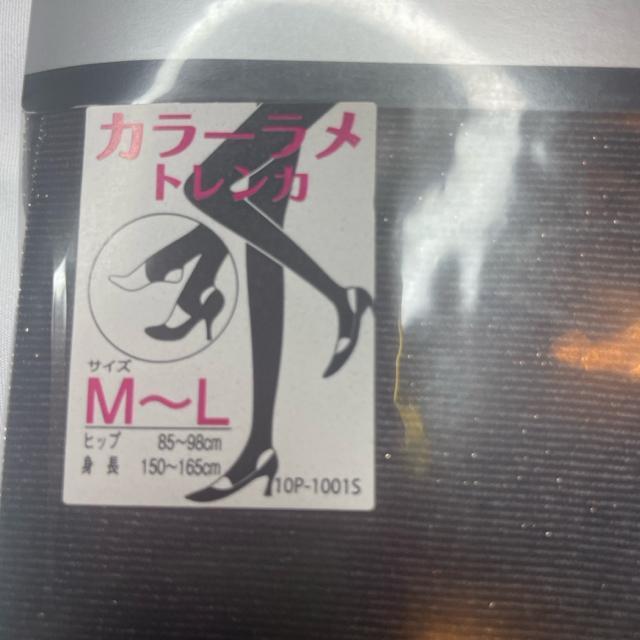 カラーラメ
トレンカ
サイズ
M〜L
ヒップ 85〜98cm
身長 150〜165cm
10P-1001S